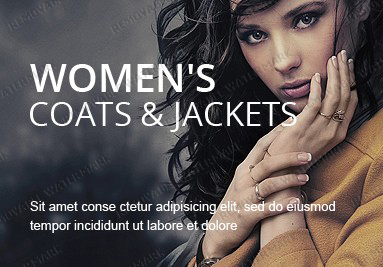 WOMEN'S
COATS & JACKETS
Sit amet conse ctetur adipisicing elit, sed do eiusmod
tempor incididunt ut labore et dolore